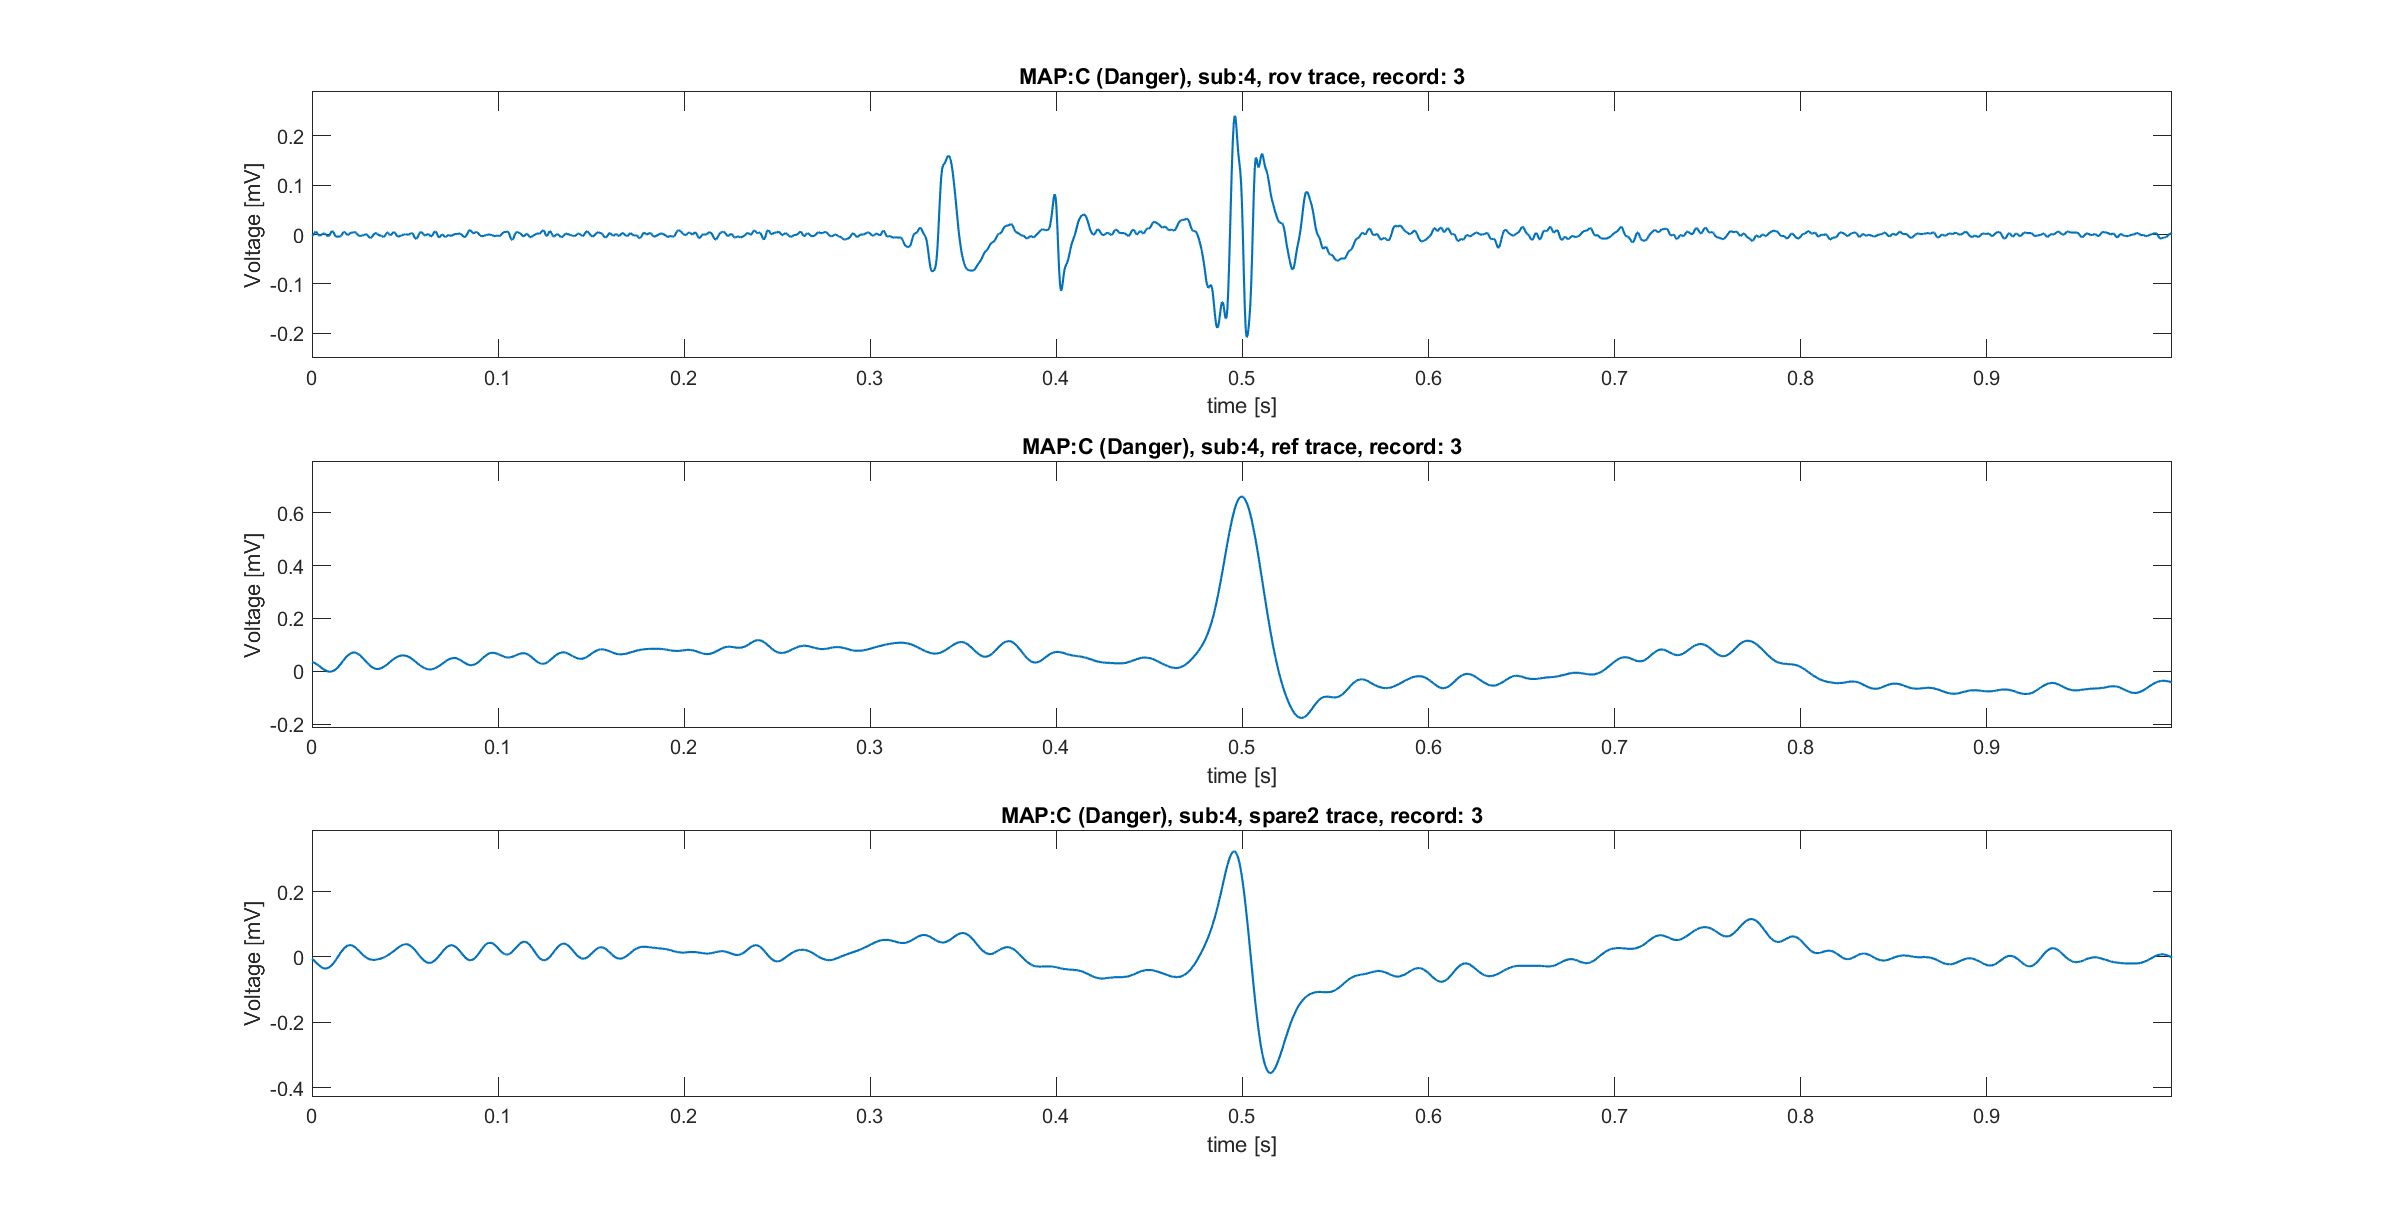 MAP:C (Danger), sub:4, rov trace, record: 3
Voltage [mV]
0.2
0.1
0
-0.1
-0.2
0 0.1 0.2 0.3 0.4 0.5 0.6 0.7 0.8 0.9
time [s]
MAP:C (Danger), sub:4, ref trace, record: 3
Voltage [mV]
0.6
0.4
0.2
0
-0.2
0 0.1 0.2 0.3 0.4 0.5 0.6 0.7 0.8 0.9
time [s]
MAP:C (Danger), sub:4, spare2 trace, record: 3
Voltage [mV]
0.2
0
-0.2
-0.4
0 0.1 0.2 0.3 0.4 0.5 0.6 0.7 0.8 0.9
time [s]